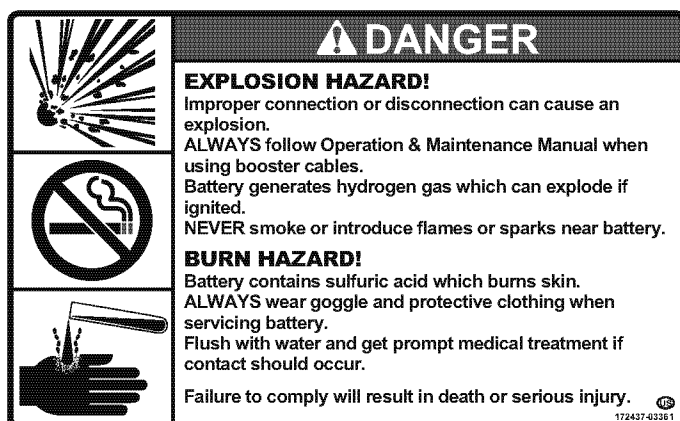 DANGER
EXPLOSION HAZARD!
Improper connection or disconnection can cause an
explosion.
ALWAYS follow Operation & Maintenance Manual when
using booster cables.
Battery generates hydrogen gas which can explode if
ignited.
NEVER smoke or introduce flames or sparks near battery.
BURN HAZARD!
Battery contains sulfuric acid which burns skin.
ALWAYS wear goggle and protective clothing when
servicing battery.
Flush with water and get prompt medical treatment if
contact should occur.
Failure to comply will result in death or serious injury.
US
172437-03361